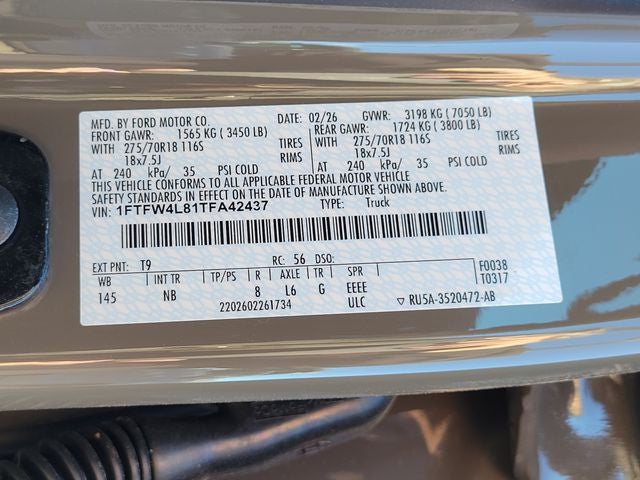 MFD. BY FORD MOTOR CO. DATE: 02/26 GVWR: 3198 KG (7050 LB)
FRONT GAWR: 1565 KG (3450 LB) REAR GAWR: 1724 KG (3800 LB)
WITH 275/70R18 116S TIRES WITH 275/70R18 116S TIRES
18x7.5J RIMS 18x7.5J RIMS
AT 240 kPa/ 35 PSI COLD AT 240 kPa/ 35 PSI COLD
THIS VEHICLE CONFORMS TO ALL APPLICABLE FEDERAL MOTOR VEHICLE
SAFETY STANDARDS IN EFFECT ON THE DATE OF MANUFACTURE SHOWN ABOVE.
VIN: 1FTFW4L81TFA42437 TYPE: Truck
EXT PNT: T9 RC: 56 DSO: F0038
WB INT TR TP/PS R AXLE TR SPR T0317
145 NB 8 L6 G EEEE
2202602261734 ULC ▽ RU5A-3520472-AB